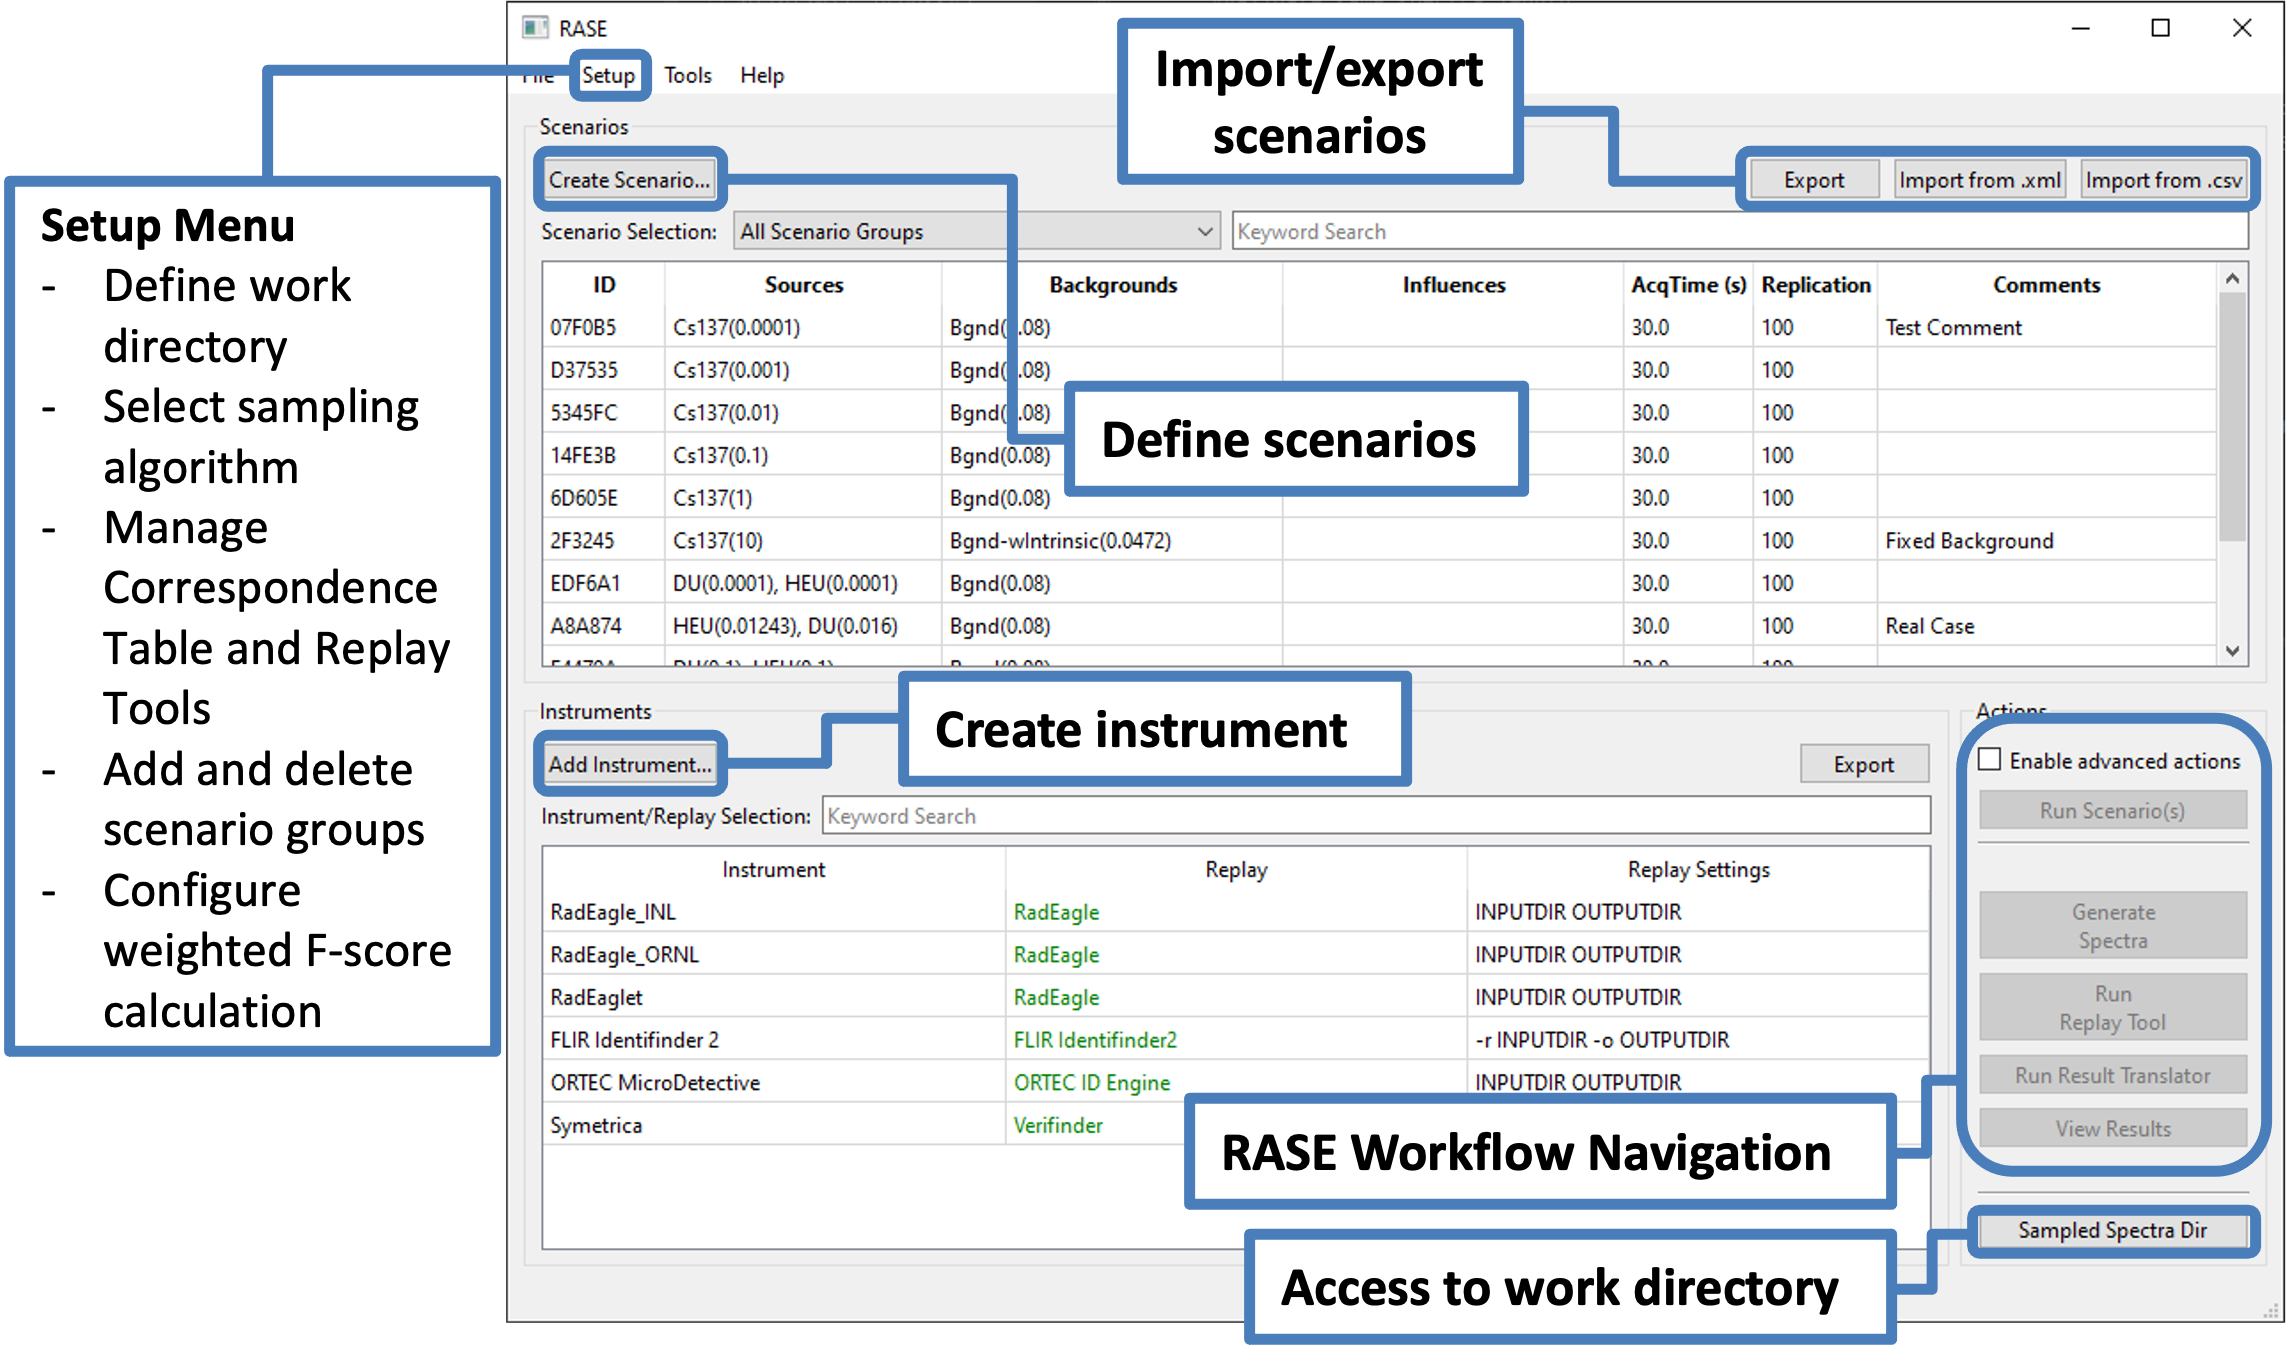 RASE
File Setup Tools Help
Import/export
scenarios
Scenarios
Create Scenario...
Export Import from .xml Import from .csv
Scenario Selection: All Scenario Groups Keyword Search
ID Sources Backgrounds Influences AcqTime (s) Replication Comments
07F0B5 Cs137(0.0001) Bgnd(0.08) 30.0 100 Test Comment
D37535 Cs137(0.001) Bgnd(0.08) 30.0 100
5345FC Cs137(0.01) Bgnd(0.08) 30.0 100
14FE3B Cs137(0.1) Bgnd(0.08) 30.0 100
6D605E Cs137(1) Bgnd(0.08) 30.0 100
2F3245 Cs137(10) Bgnd-wIntrinsic(0.0472) 30.0 100 Fixed Background
EDF6A1 DU(0.0001), HEU(0.0001) Bgnd(0.08) 30.0 100
A8A874 HEU(0.01243), DU(0.016) Bgnd(0.08) 30.0 100 Real Case
DU(0.1), HEU(0.1) 30.0 100
Define scenarios
Setup Menu
- Define work
directory
- Select sampling
algorithm
- Manage
Correspondence
Table and Replay
Tools
- Add and delete
scenario groups
- Configure
weighted F-score
calculation
Instruments
Add Instrument...
Create instrument
Export
Instrument/Replay Selection: Keyword Search
Instrument Replay Replay Settings
RadEagle_INL RadEagle INPUTDIR OUTPUTDIR
RadEagle_ORNL RadEagle INPUTDIR OUTPUTDIR
RadEaglet RadEagle INPUTDIR OUTPUTDIR
FLIR Identifinder 2 FLIR Identifinder2 -r INPUTDIR -o OUTPUTDIR
ORTEC MicroDetective ORTEC ID Engine INPUTDIR OUTPUTDIR
Symetrica Verifinder
RASE Workflow Navigation
Access to work directory
Actions
Enable advanced actions
Run Scenario(s)
Generate
Spectra
Run
Replay Tool
Run Result Translator
View Results
Sampled Spectra Dir